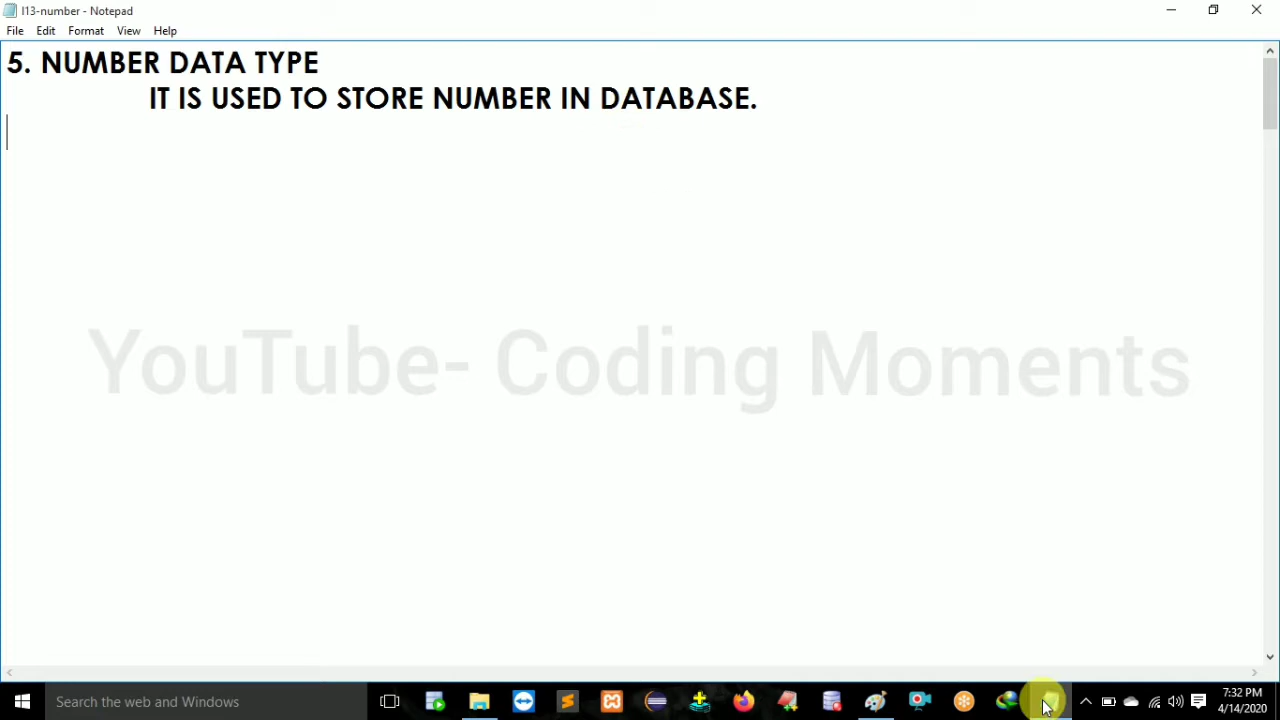 l13-number - Notepad
File Edit Format View Help
5. NUMBER DATA TYPE
IT IS USED TO STORE NUMBER IN DATABASE.
YouTube- Coding Moments
Search the web and Windows
7:32 PM
4/14/2020